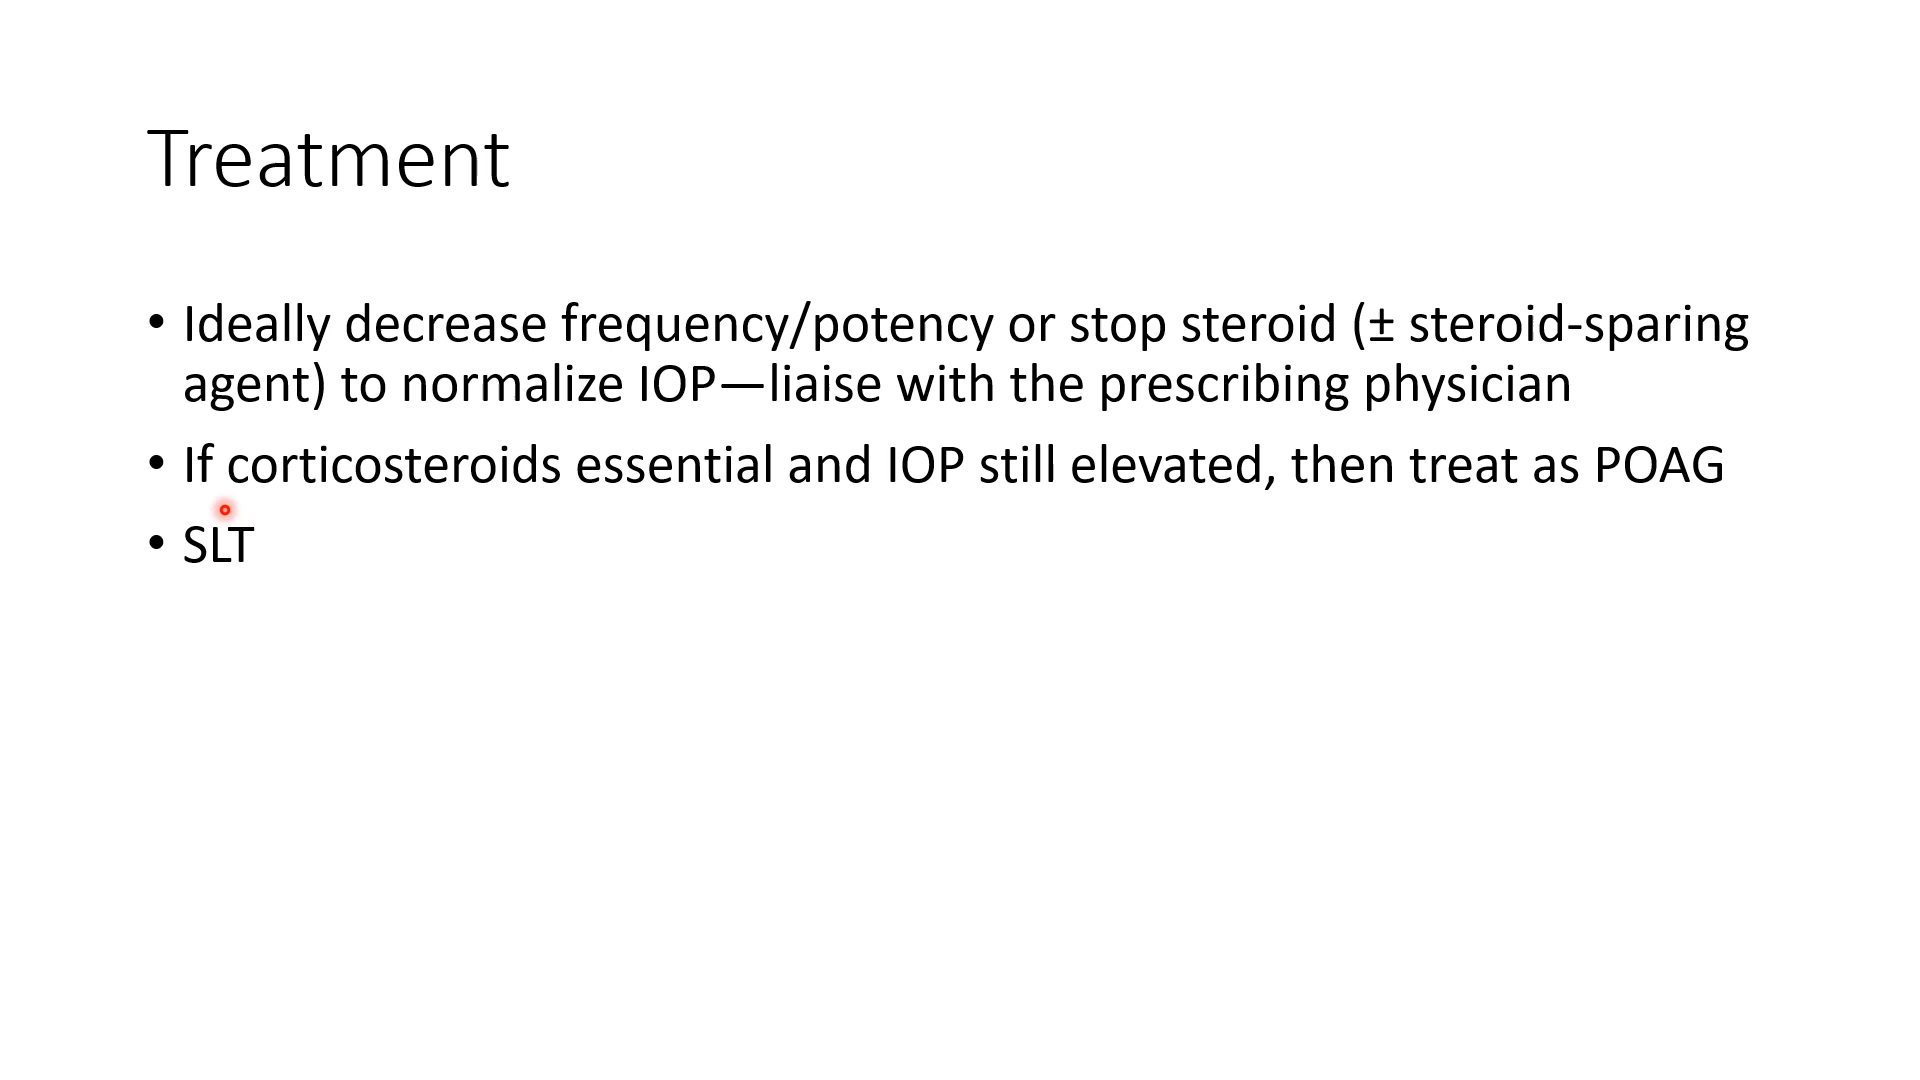 Treatment
• Ideally decrease frequency/potency or stop steroid (± steroid-sparing
agent) to normalize IOP—liaise with the prescribing physician
• If corticosteroids essential and IOP still elevated, then treat as POAG
• SLT